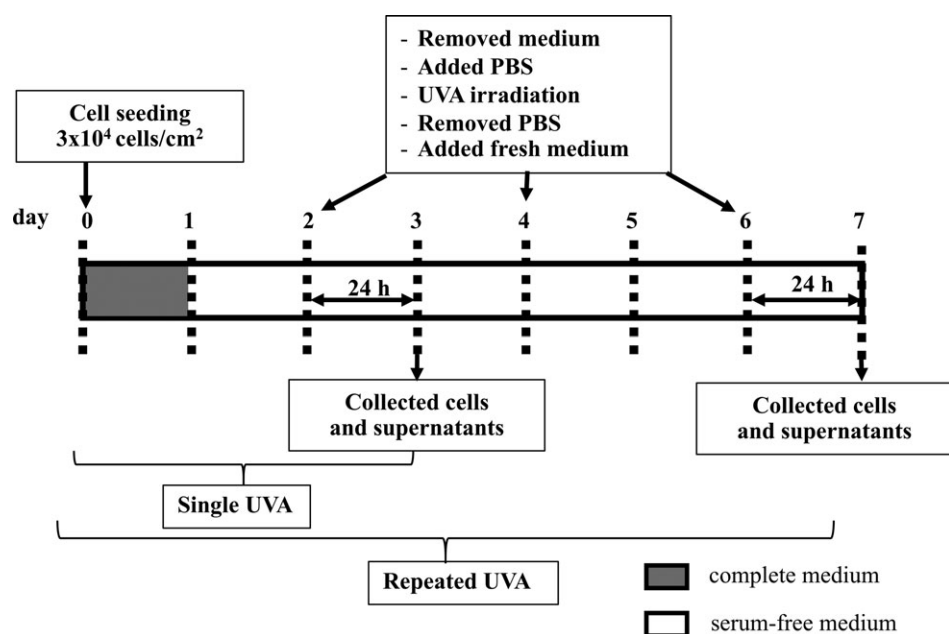 - Removed medium
- Added PBS
- UVA irradiation
- Removed PBS
- Added fresh medium
Cell seeding
3x10⁴ cells/cm²
day 0 1 2 3 4 5 6 7
24 h 24 h
Collected cells
and supernatants
Collected cells
and supernatants
Single UVA
Repeated UVA
complete medium
serum-free medium